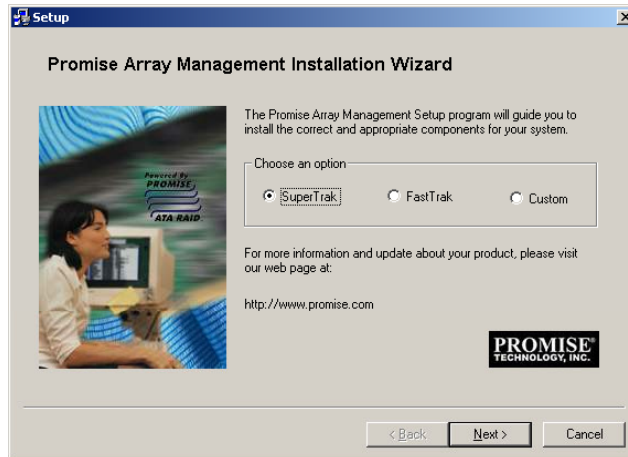 Setup
Promise Array Management Installation Wizard
The Promise Array Management Setup program will guide you to
install the correct and appropriate components for your system.
Choose an option
SuperTrak
FastTrak
Custom
Powered By
PROMISE
ATA RAID
For more information and update about your product, please visit
our web page at:
http://www.promise.com
PROMISE®
TECHNOLOGY, INC.
< Back
Next >
Cancel